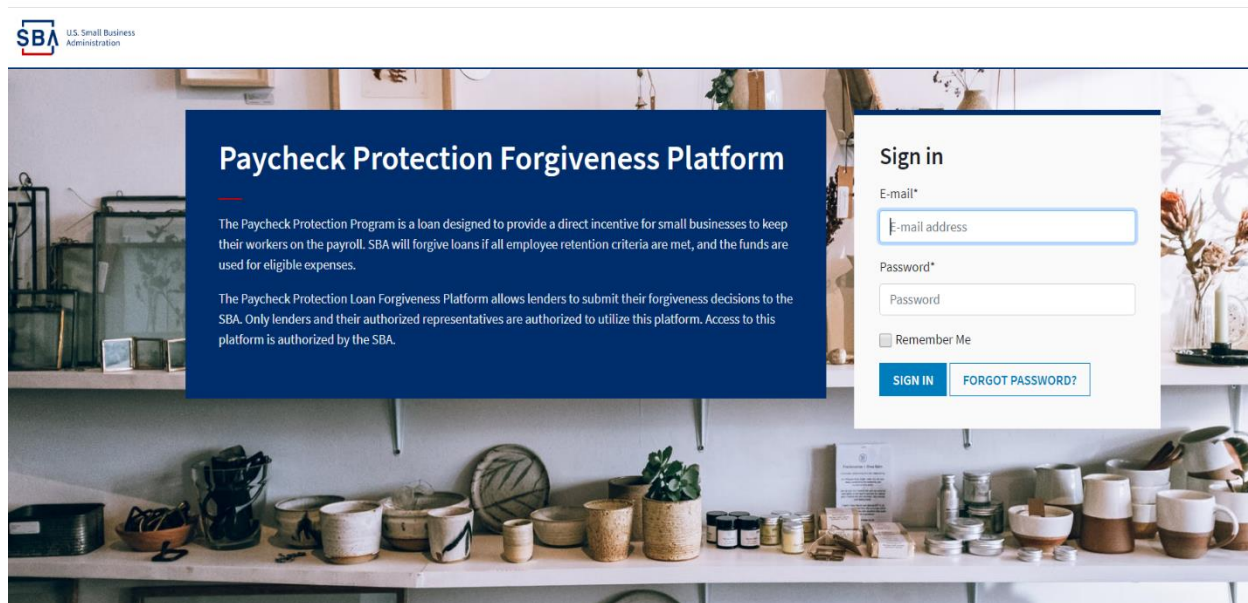 SBA
U.S. Small Business
Administration
Paycheck Protection Forgiveness Platform
The Paycheck Protection Program is a loan designed to provide a direct incentive for small businesses to keep
their workers on the payroll. SBA will forgive loans if all employee retention criteria are met, and the funds are
used for eligible expenses.
The Paycheck Protection Loan Forgiveness Platform allows lenders to submit their forgiveness decisions to the
SBA. Only lenders and their authorized representatives are authorized to utilize this platform. Access to this
platform is authorized by the SBA.
Sign in
E-mail*
E-mail address
Password*
Password
Remember Me
SIGN IN
FORGOT PASSWORD?